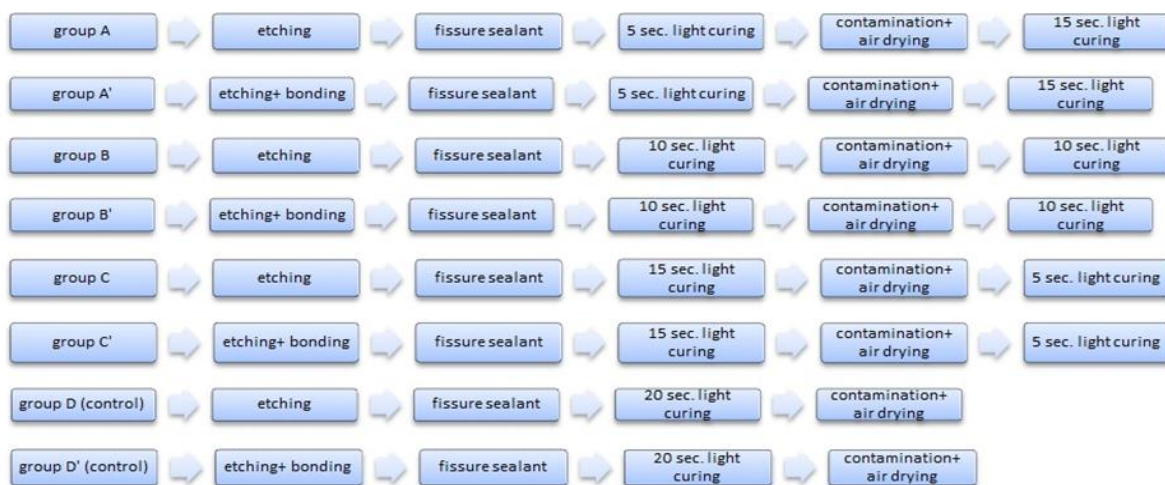 group A
etching
fissure sealant
5 sec. light curing
contamination+
air drying
15 sec. light
curing
group A'
etching+ bonding
fissure sealant
5 sec. light curing
contamination+
air drying
15 sec. light
curing
group B
etching
fissure sealant
10 sec. light
curing
contamination+
air drying
10 sec. light
curing
group B'
etching+ bonding
fissure sealant
10 sec. light
curing
contamination+
air drying
10 sec. light
curing
group C
etching
fissure sealant
15 sec. light
curing
contamination+
air drying
5 sec. light curing
group C'
etching+ bonding
fissure sealant
15 sec. light
curing
contamination+
air drying
5 sec. light curing
group D (control)
etching
fissure sealant
20 sec. light
curing
contamination+
air drying
group D' (control)
etching+ bonding
fissure sealant
20 sec. light
curing
contamination+
air drying